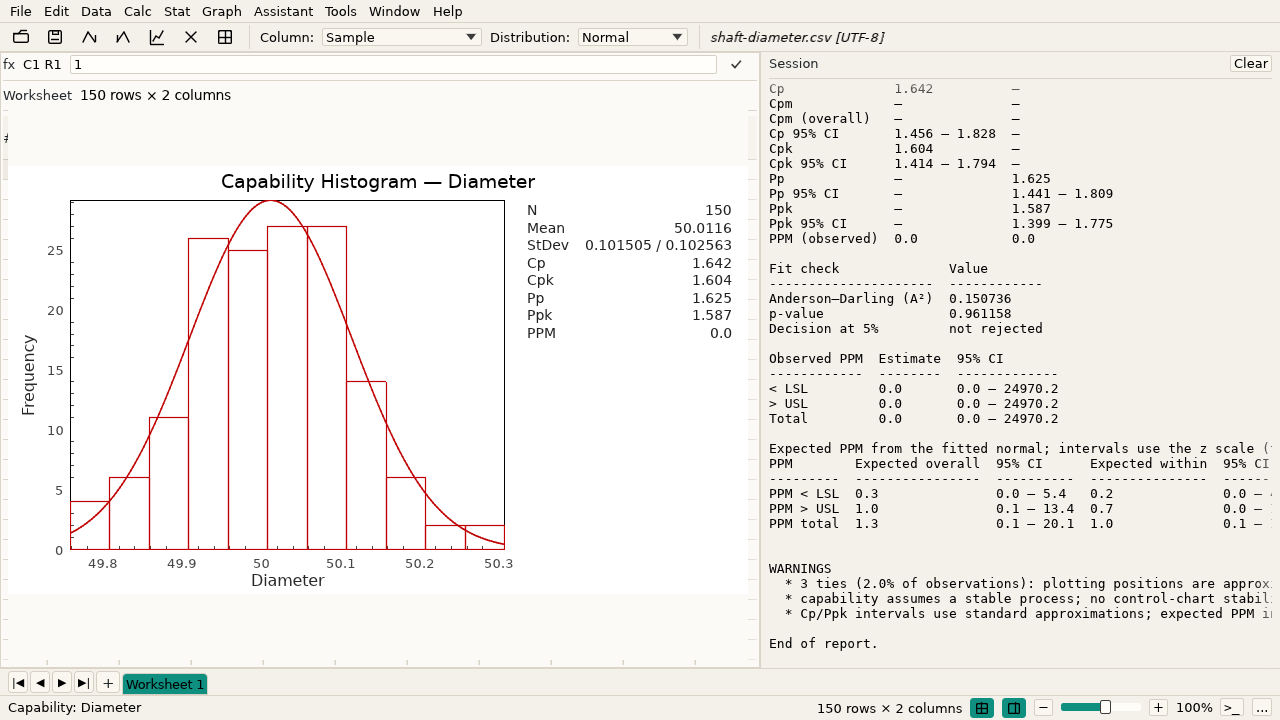 File Edit Data Calc Stat Graph Assistant Tools Window Help
Column: Sample Distribution: Normal shaft-diameter.csv [UTF-8]
fx C1 R1 1
Worksheet 150 rows × 2 columns
Capability Histogram — Diameter
N 150
Mean 50.0116
StDev 0.101505 / 0.102563
Cp 1.642
Cpk 1.604
Pp 1.625
Ppk 1.587
PPM 0.0
Frequency
25
20
15
10
5
0
49.8 49.9 50 50.1 50.2 50.3
Diameter
Session Clear
Cp 1.642 —
Cpm — —
Cpm (overall) — —
Cp 95% CI 1.456 — 1.828 —
Cpk 1.604 —
Cpk 95% CI 1.414 — 1.794 —
Pp — 1.625
Pp 95% CI — 1.441 — 1.809
Ppk — 1.587
Ppk 95% CI — 1.399 — 1.775
PPM (observed) 0.0 0.0
Fit check Value
--------------------- ------------
Anderson—Darling (A²) 0.150736
p-value 0.961158
Decision at 5% not rejected
Observed PPM Estimate 95% CI
------------ -------- -------------
< LSL 0.0 0.0 — 24970.2
> USL 0.0 0.0 — 24970.2
Total 0.0 0.0 — 24970.2
Expected PPM from the fitted normal; intervals use the z scale
PPM Expected overall 95% CI Expected within 95% CI
--------- ---------------- ---------- --------------- ------
PPM < LSL 0.3 0.0 — 5.4 0.2 0.0 —
PPM > USL 1.0 0.1 — 13.4 0.7 0.0 —
PPM total 1.3 0.1 — 20.1 1.0 0.1 —
WARNINGS
* 3 ties (2.0% of observations): plotting positions are approxi
* capability assumes a stable process; no control-chart stabil
* Cp/Ppk intervals use standard approximations; expected PPM in
End of report.
Worksheet 1
Capability: Diameter 150 rows × 2 columns 100% >_ ...